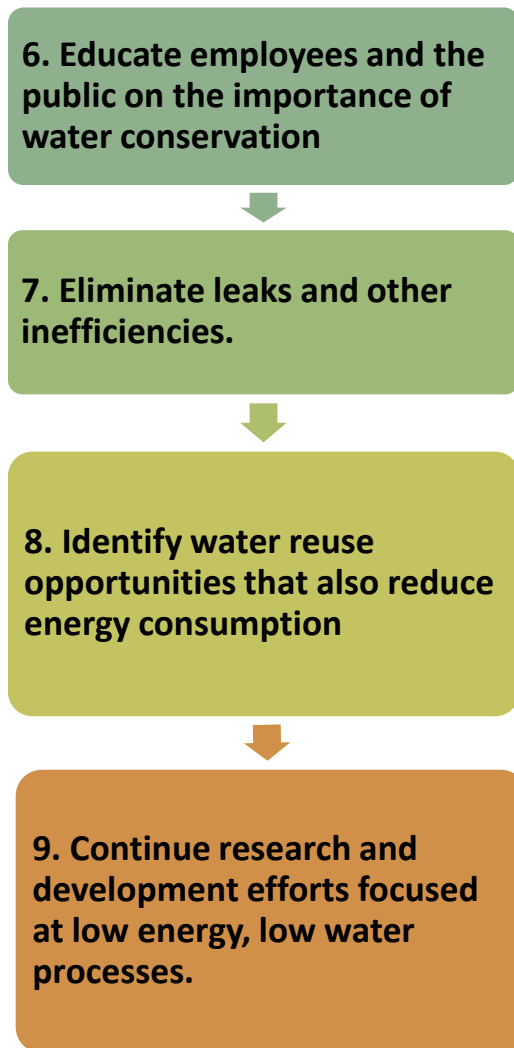 6. Educate employees and the
public on the importance of
water conservation
7. Eliminate leaks and other
inefficiencies.
8. Identify water reuse
opportunities that also reduce
energy consumption
9. Continue research and
development efforts focused
at low energy, low water
processes.